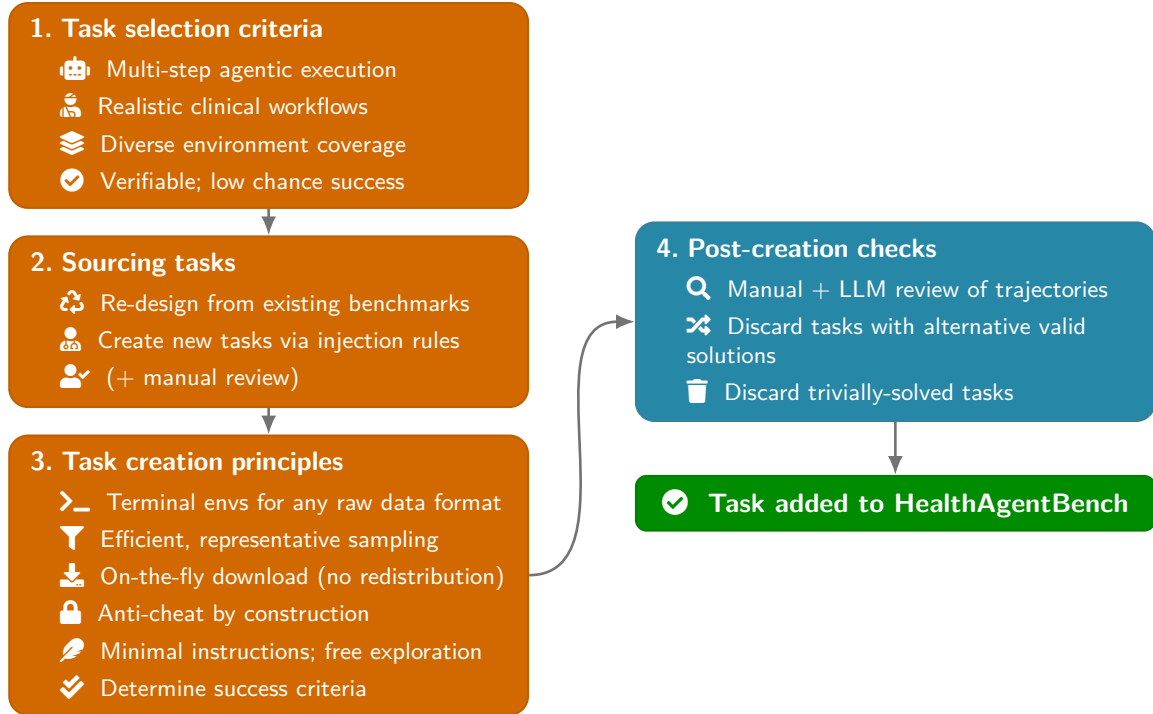 1. Task selection criteria
Multi-step agentic execution
Realistic clinical workflows
Diverse environment coverage
Verifiable; low chance success
2. Sourcing tasks
Re-design from existing benchmarks
Create new tasks via injection rules
(+ manual review)
3. Task creation principles
Terminal envs for any raw data format
Efficient, representative sampling
On-the-fly download (no redistribution)
Anti-cheat by construction
Minimal instructions; free exploration
Determine success criteria
4. Post-creation checks
Manual + LLM review of trajectories
Discard tasks with alternative valid
solutions
Discard trivially-solved tasks
Task added to HealthAgentBench